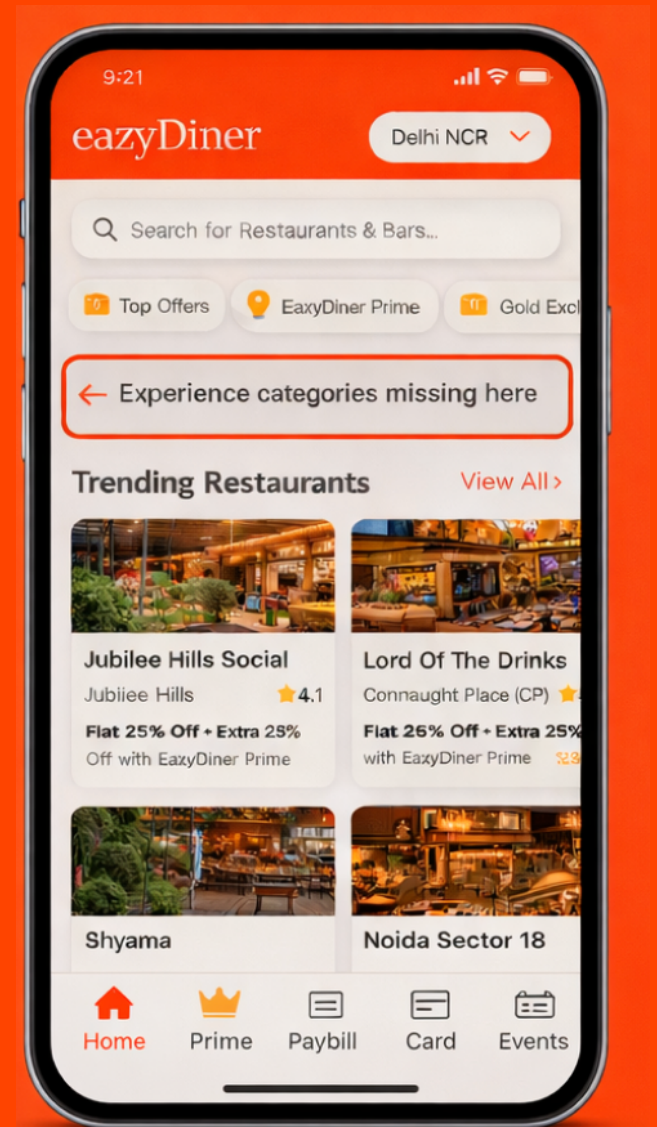 9:21
eazyDiner
Delhi NCR
Search for Restaurants & Bars...
Top Offers
EaxyDiner Prime
Gold Excl
Experience categories missing here
Trending Restaurants
View All >
Jubilee Hills Social
Jubiiee Hills
4.1
Flat 25% Off + Extra 25%
Off with EazyDiner Prime
Lord Of The Drinks
Connaught Place (CP)
Flat 26% Off + Extra 25%
with EaxyDiner Prime
Shyama
Noida Sector 18
Home
Prime
Paybill
Card
Events